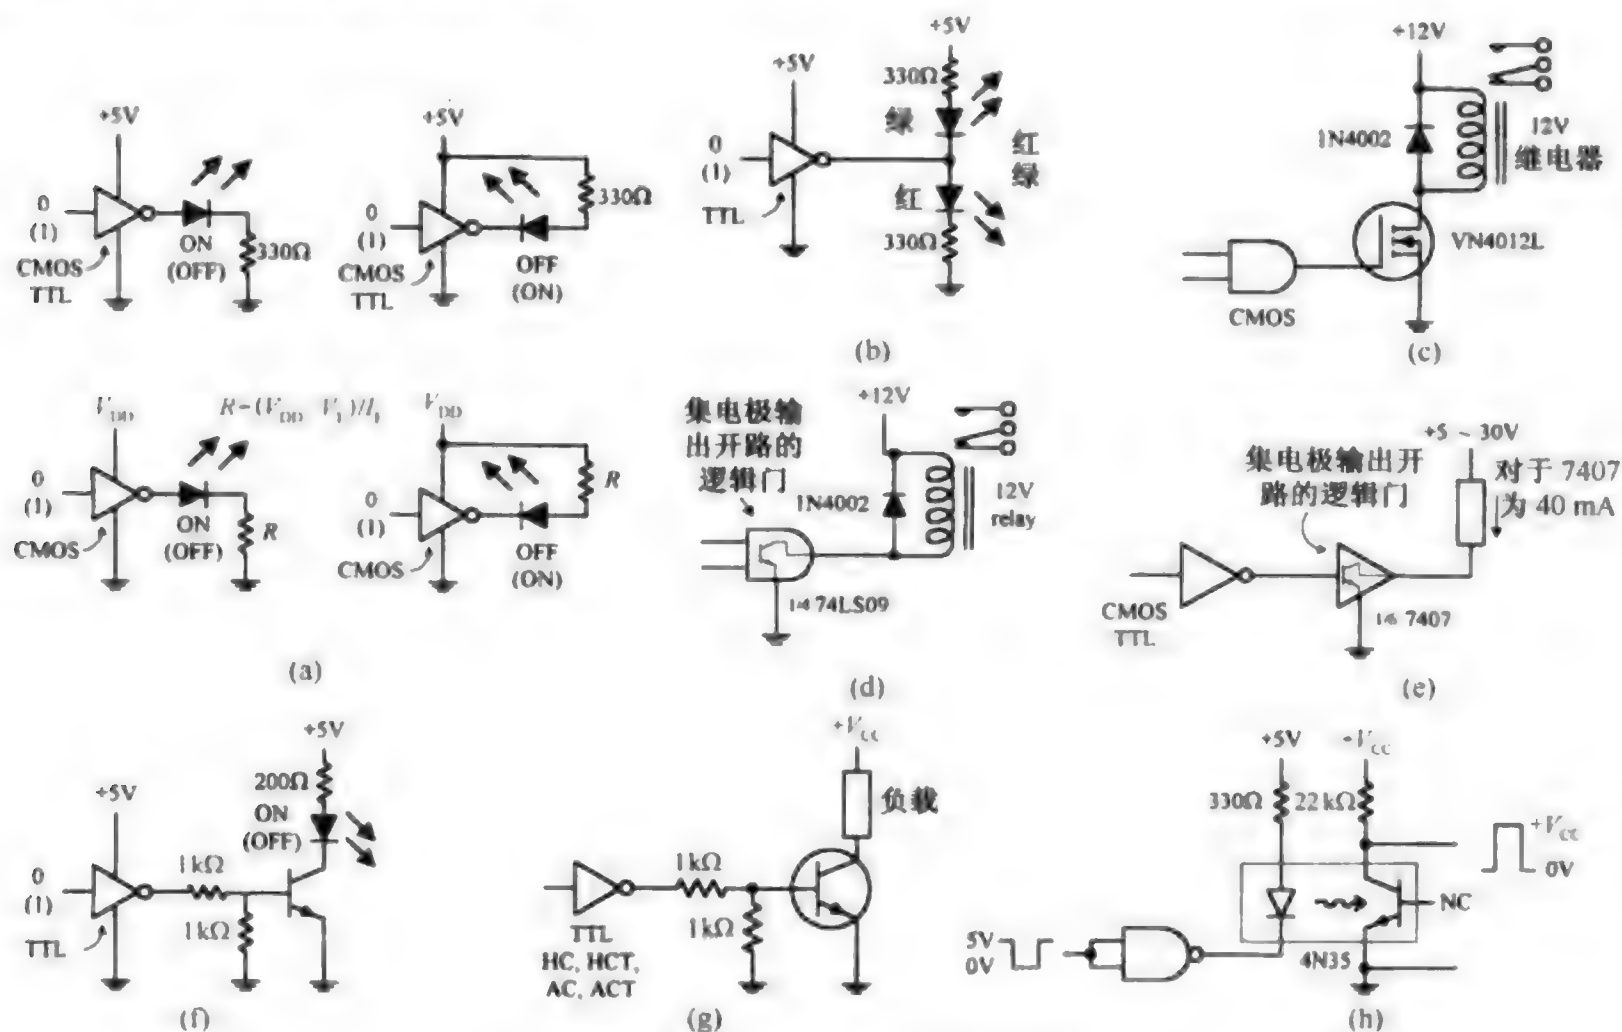 +5V
0
(1)
CMOS
TTL
ON
(OFF)
330Ω
+5V
0
(1)
CMOS
TTL
OFF
(ON)
330Ω
V_DD
R=(V_DD-V_F)/I_F
0
(1)
CMOS
ON
(OFF)
R
V_DD
0
(1)
CMOS
OFF
(ON)
R
(a)
+5V
+5V
330Ω
绿
红
绿
0
(1)
TTL
红
330Ω
(b)
+12V
1N4002
12V
继电器
VN4012L
CMOS
(c)
集电极输
出开路的
逻辑门
+12V
1N4002
12V
relay
1/4 74LS09
(d)
集电极输出开
路的逻辑门
+5 ~ 30V
对于 7407
为 40 mA
CMOS
TTL
1/6 7407
(e)
+5V
+5V
200Ω
ON
(OFF)
0
(1)
1kΩ
1kΩ
TTL
(f)
+V_CC
负载
1kΩ
1kΩ
TTL
HC, HCT,
AC, ACT
(g)
+5V
+V_CC
330Ω
22kΩ
+V_CC
0V
NC
5V
0V
4N35
(h)